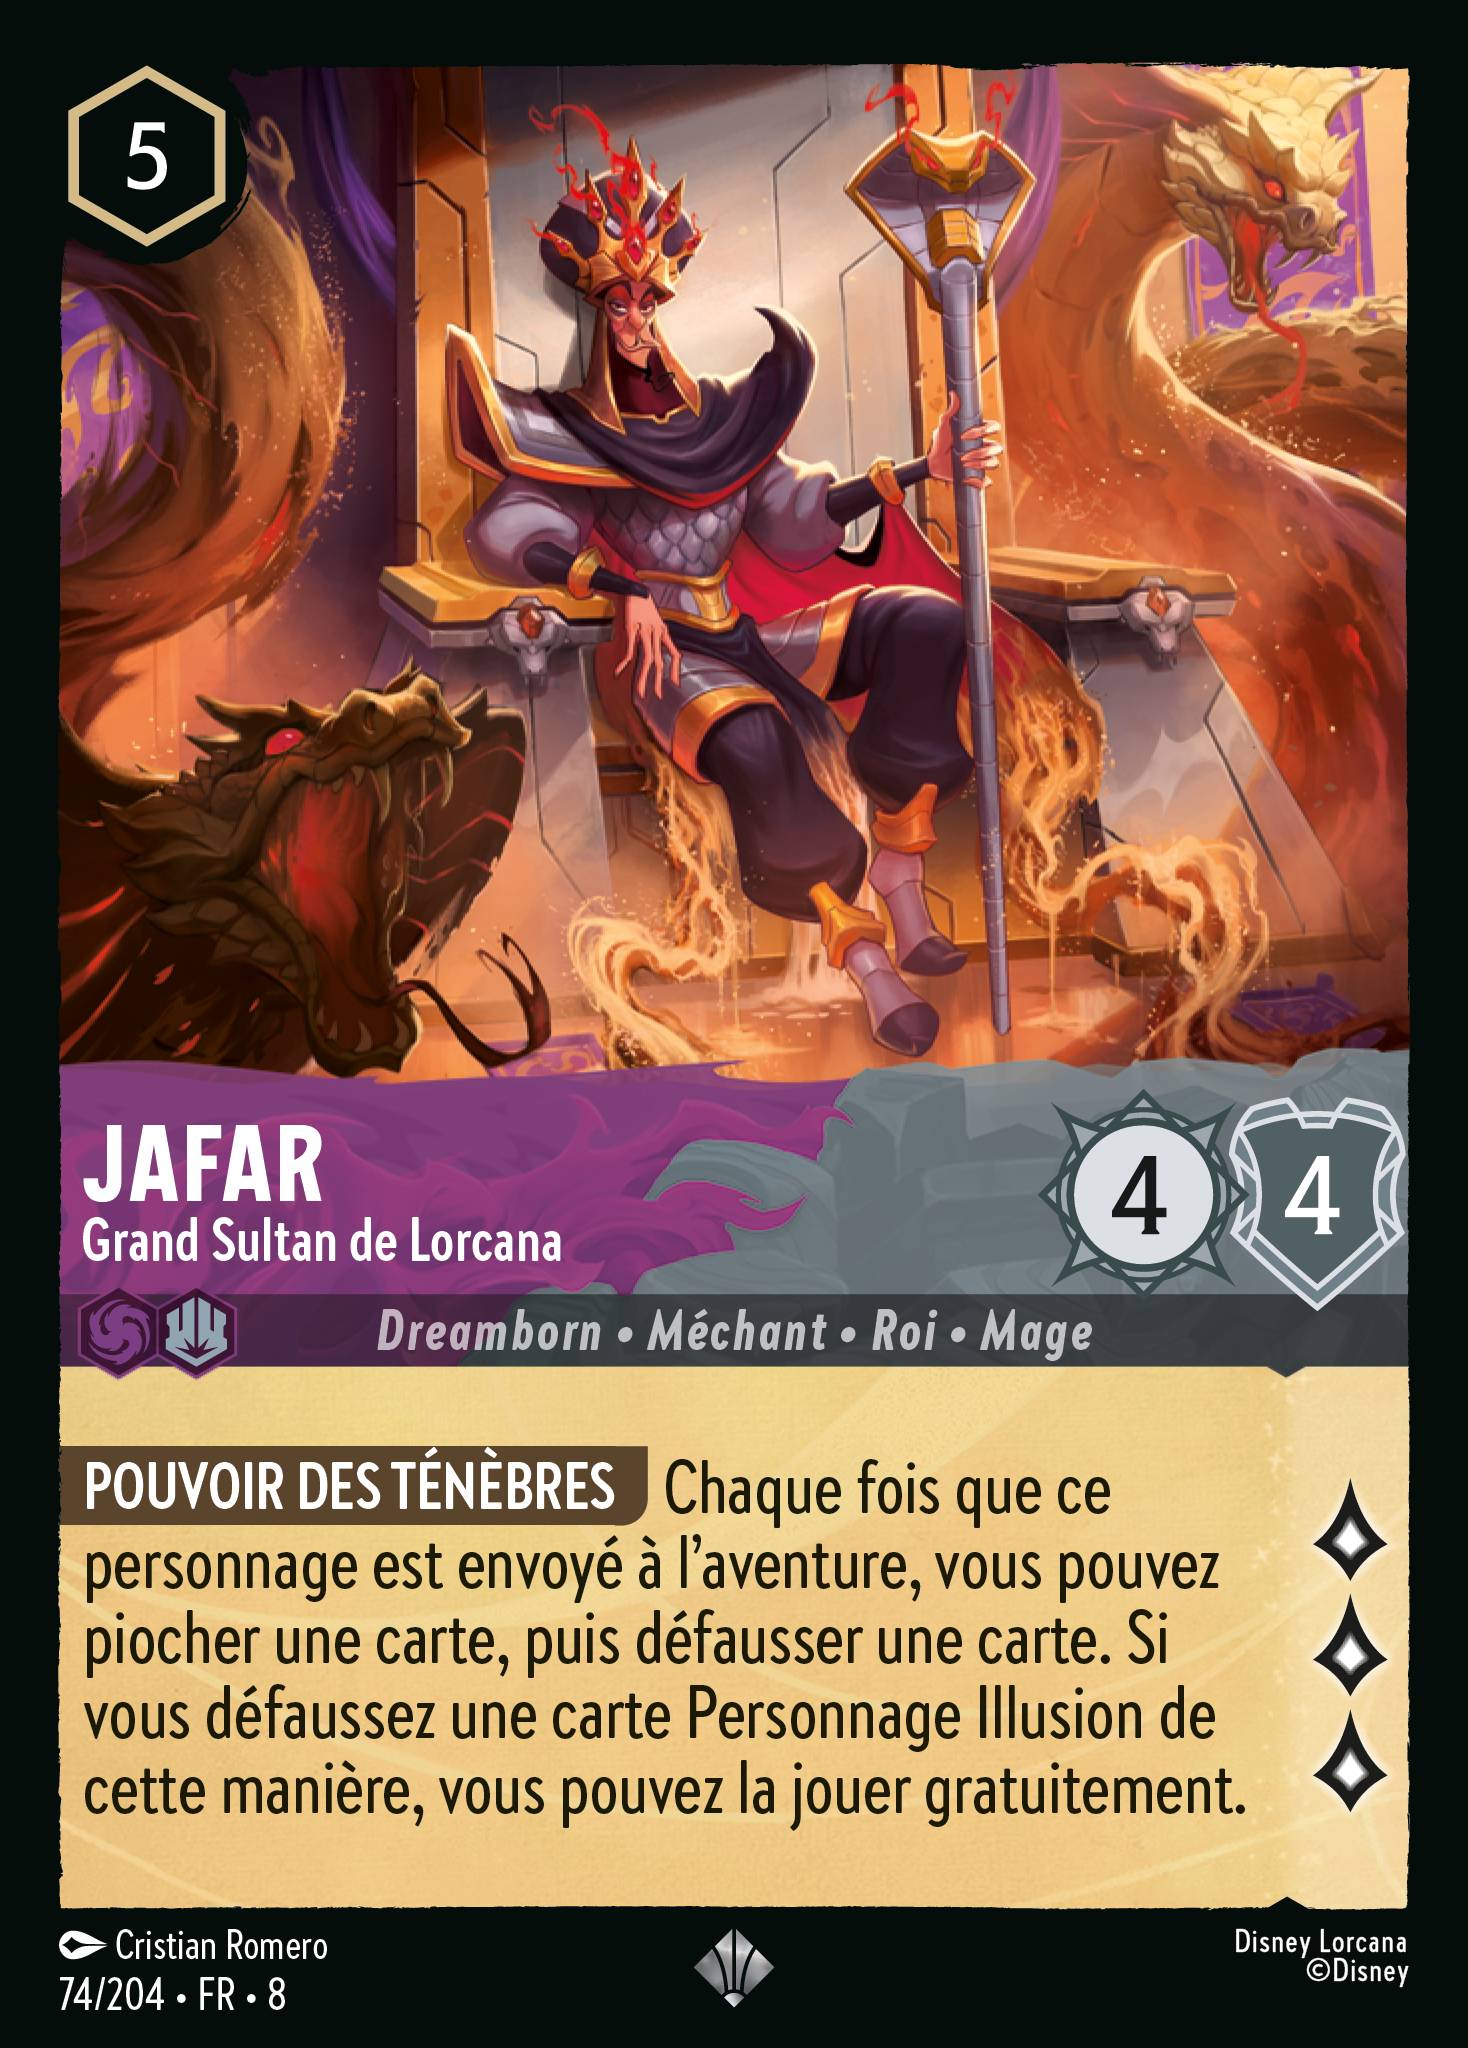 5
JAFAR
Grand Sultan de Lorcana
4 4
Dreamborn • Méchant • Roi • Mage
POUVOIR DES TÉNÈBRES Chaque fois que ce
personnage est envoyé à l’aventure, vous pouvez
piocher une carte, puis défausser une carte. Si
vous défaussez une carte Personnage Illusion de
cette manière, vous pouvez la jouer gratuitement.
Cristian Romero
74/204 • FR • 8
Disney Lorcana
©Disney